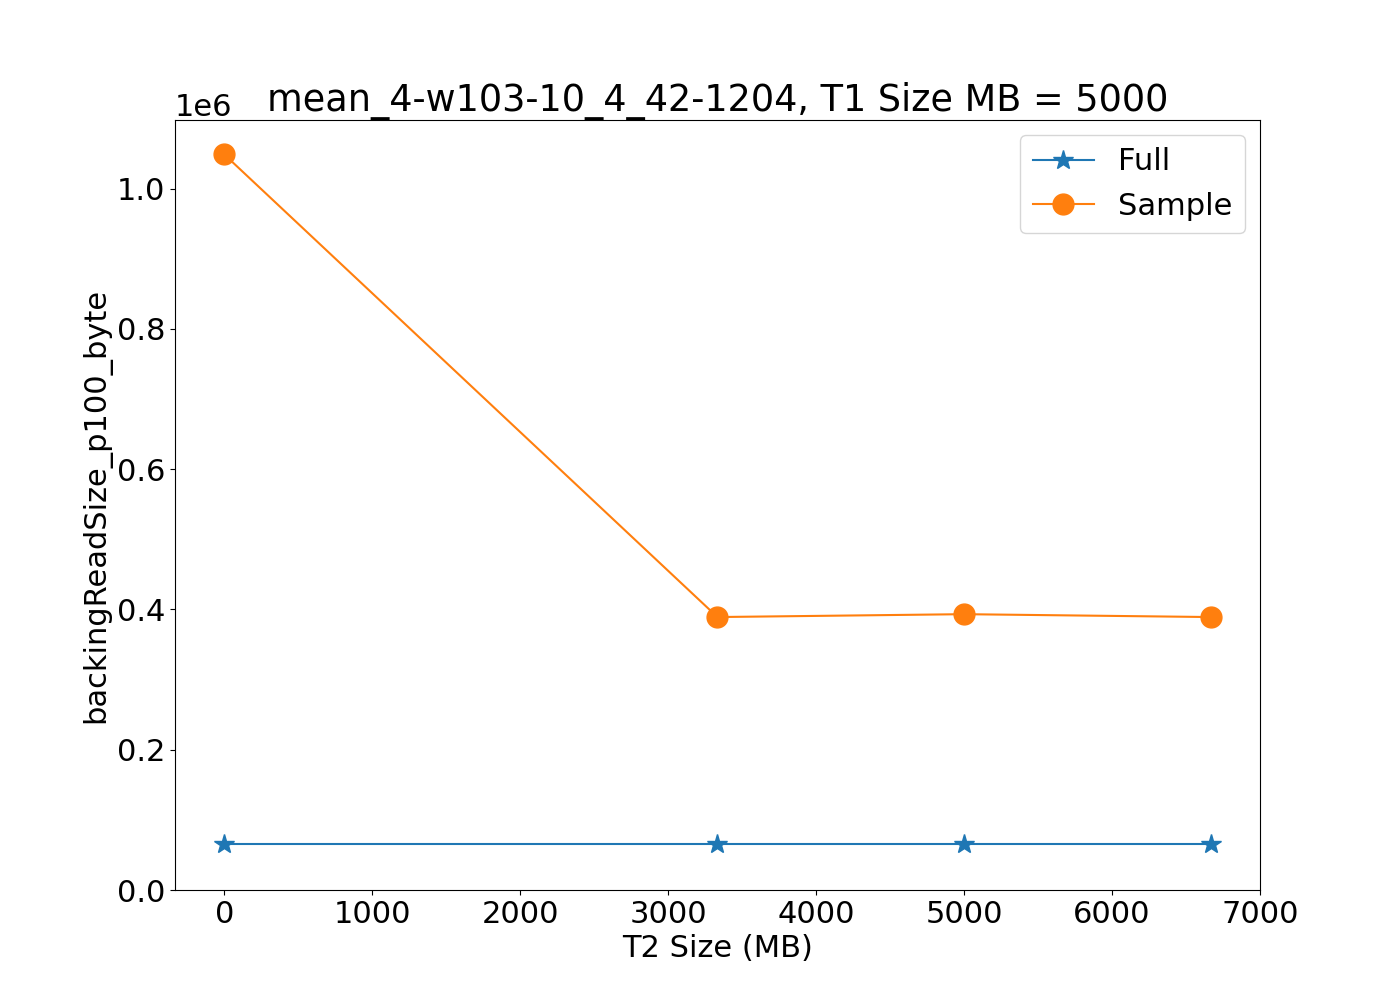 mean_4-w103-10_4_42-1204, T1 Size MB = 5000
1e6
Full
Sample
1.0
0.8
0.6
0.4
0.2
0.0
backingReadSize_p100_byte
0 1000 2000 3000 4000 5000 6000 7000
T2 Size (MB)